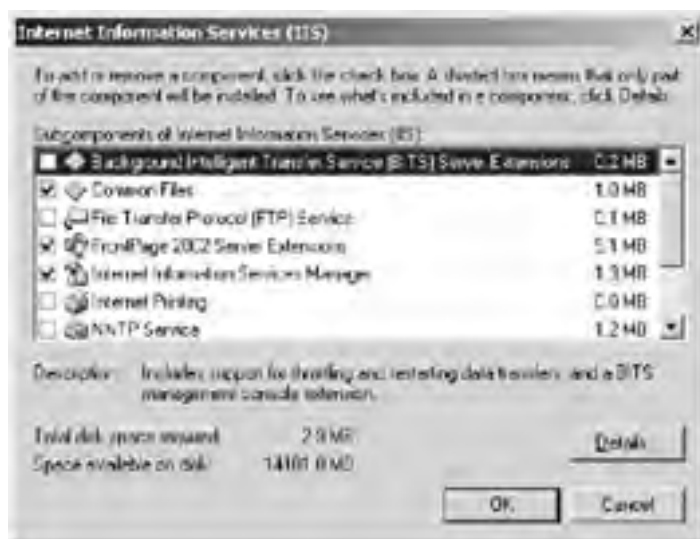 Internet Information Services (IIS)
To add or remove a component, click the check box. A shaded box means that only part
of the component will be installed. To see what's included in a component, click Details.
Subcomponents of Internet Information Services (IIS):
Background Intelligent Transfer Service (BITS) Server Extensions 0.2 MB
Common Files 1.0 MB
File Transfer Protocol (FTP) Service 0.1 MB
FrontPage 2002 Server Extensions 5.1 MB
Internet Information Services Manager 1.3 MB
Internet Printing 0.0 MB
NNTP Service 1.2 MB
Description: Includes support for throttling and restarting data transfers and a BITS
management console extension.
Total disk space required: MB
Space available on disk: MB
Details...
OK
Cancel